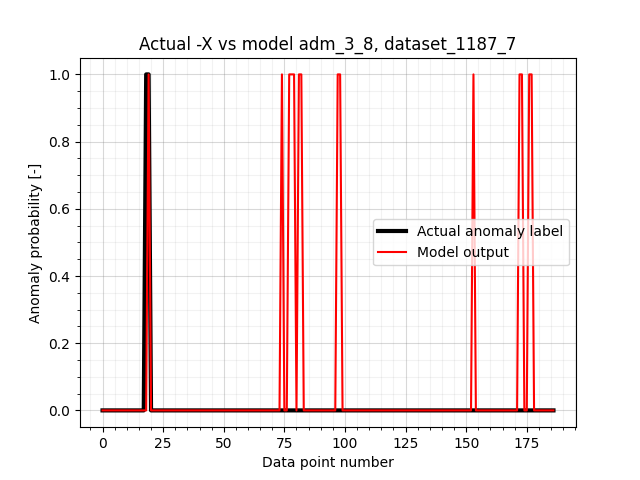 Actual -X vs model adm_3_8, dataset_1187_7
1.0
0.8
0.6
0.4
0.2
0.0
Anomaly probability [-]
Actual anomaly label
Model output
0 25 50 75 100 125 150 175
Data point number